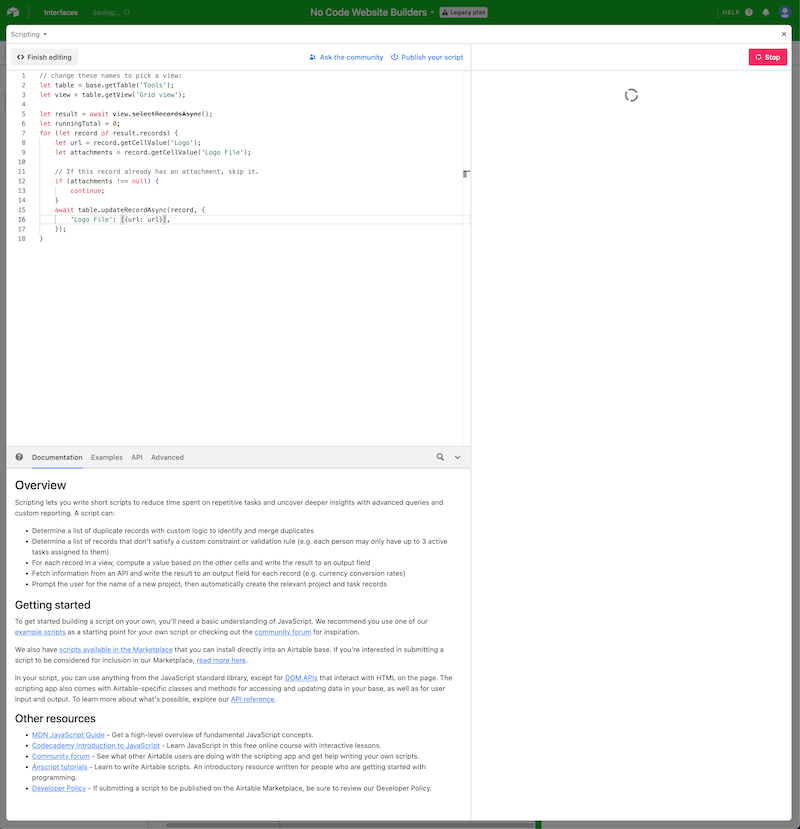 Interfaces
Saving...
No Code Website Builders
Legacy plan
HELP
Scripting
Finish editing
Ask the community
Publish your script
Stop
1 // change these names to pick a view:
2 let table = base.getTable('Tools');
3 let view = table.getView('Grid view');
4
5 let result = await view.selectRecordsAsync();
6 let runningTotal = 0;
7 for (let record of result.records) {
8 let url = record.getCellValue('Logo');
9 let attachments = record.getCellValue('Logo File');
10
11 // If this record already has an attachment, skip it.
12 if (attachments !== null) {
13 continue;
14 }
15 await table.updateRecordAsync(record, {
16 'Logo File': [{url: url}],
17 });
18 }
Documentation
Examples
API
Advanced
Overview
Scripting lets you write short scripts to reduce time spent on repetitive tasks and uncover deeper insights with advanced queries and
custom reporting. A script can:
• Determine a list of duplicate records with custom logic to identify and merge duplicates
• Determine a list of records that don't satisfy a custom constraint or validation rule (e.g. each person may only have up to 3 active
tasks assigned to them)
• For each record in a view, compute a value based on the other cells and write the result to an output field
• Fetch information from an API and write the result to an output field for each record (e.g. currency conversion rates)
• Prompt the user for the name of a new project, then automatically create the relevant project and task records
Getting started
To get started building a script on your own, you'll need a basic understanding of JavaScript. We recommend you use one of our
example scripts as a starting point for your own script or checking out the community forum for inspiration.
We also have scripts available in the Marketplace that you can install directly into an Airtable base. If you're interested in submitting a
script to be considered for inclusion in our Marketplace, read more here.
In your script, you can use anything from the JavaScript standard library, except for DOM APIs that interact with HTML on the page. The
scripting app also comes with Airtable-specific classes and methods for accessing and updating data in your base, as well as for user
input and output. To learn more about what's possible, explore our API reference.
Other resources
• MDN JavaScript Guide - Get a high-level overview of fundamental JavaScript concepts.
• Codecademy Introduction to JavaScript - Learn JavaScript in this free online course with interactive lessons.
• Community forum - See what other Airtable users are doing with the scripting app and get help writing your own scripts.
• Airscript tutorials - Learn to write Airtable scripts. An introductory resource written for people who are getting started with
programming.
• Developer Policy - If submitting a script to be published on the Airtable Marketplace, be sure to review our Developer Policy.